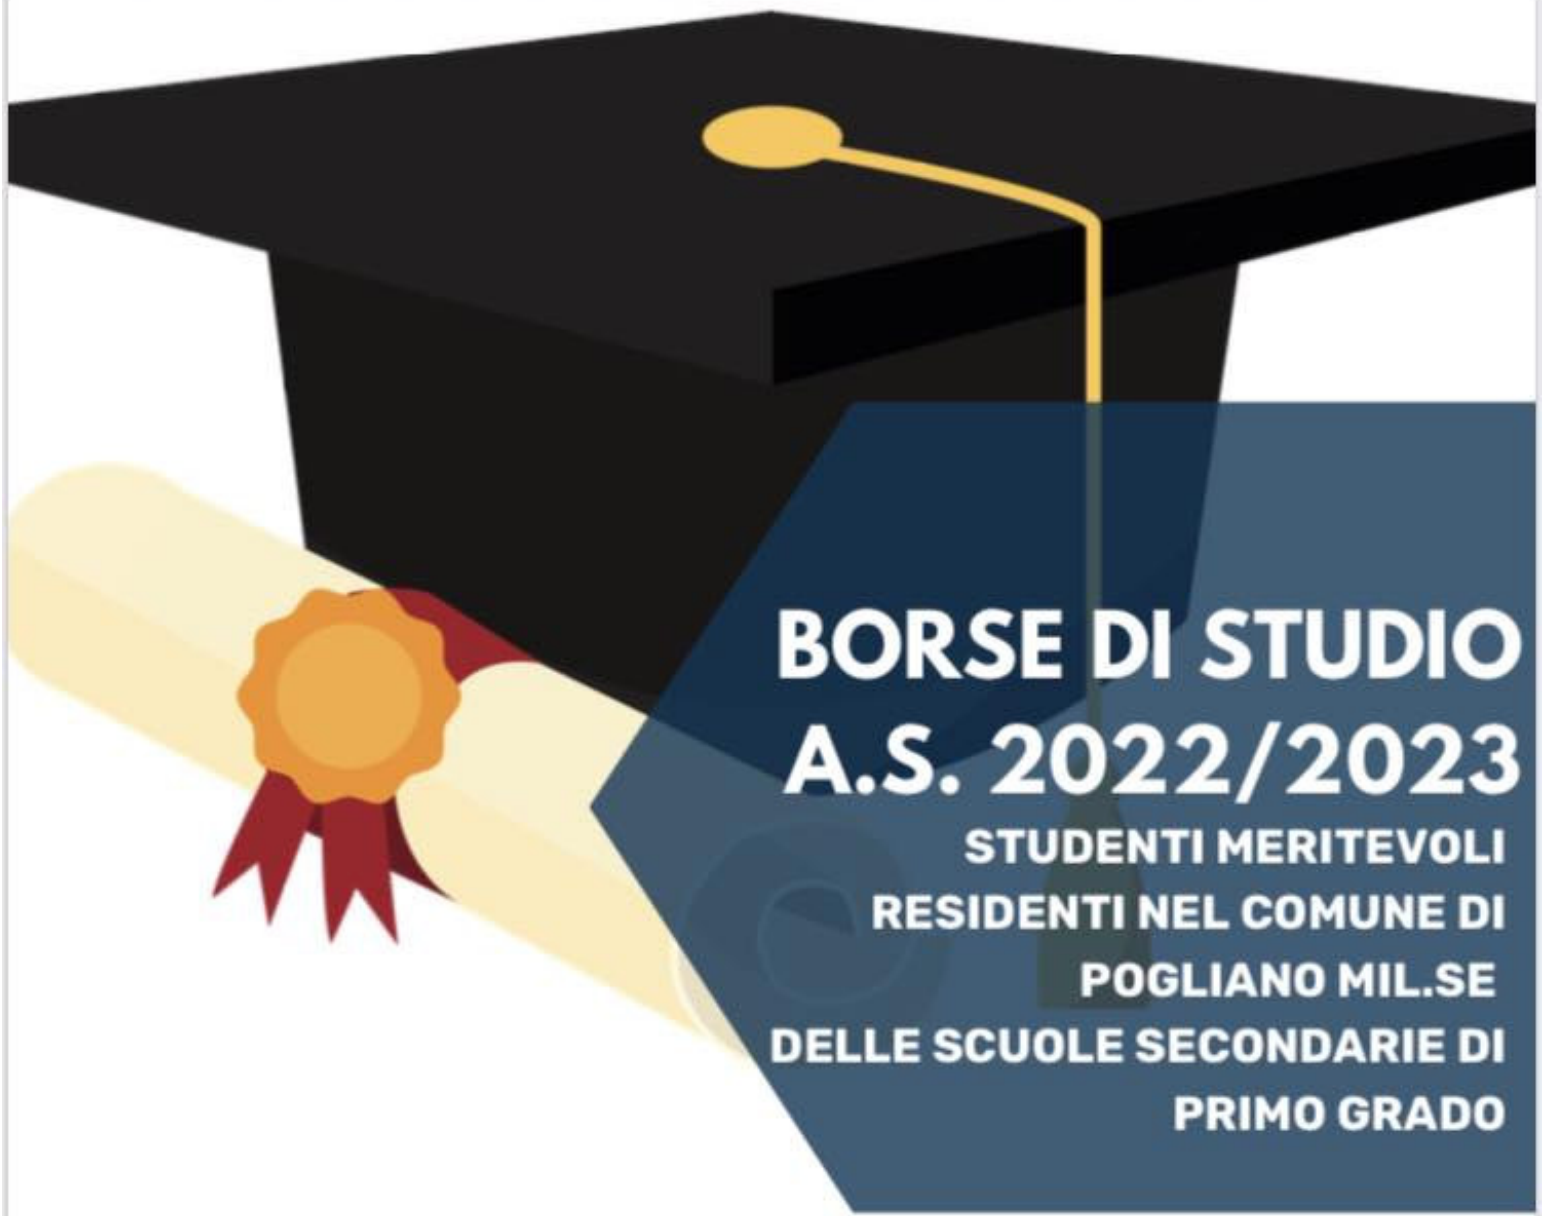 BORSE DI STUDIO
A.S. 2022/2023
STUDENTI MERITEVOLI
RESIDENTI NEL COMUNE DI
POGLIANO MIL.SE
DELLE SCUOLE SECONDARIE DI
PRIMO GRADO